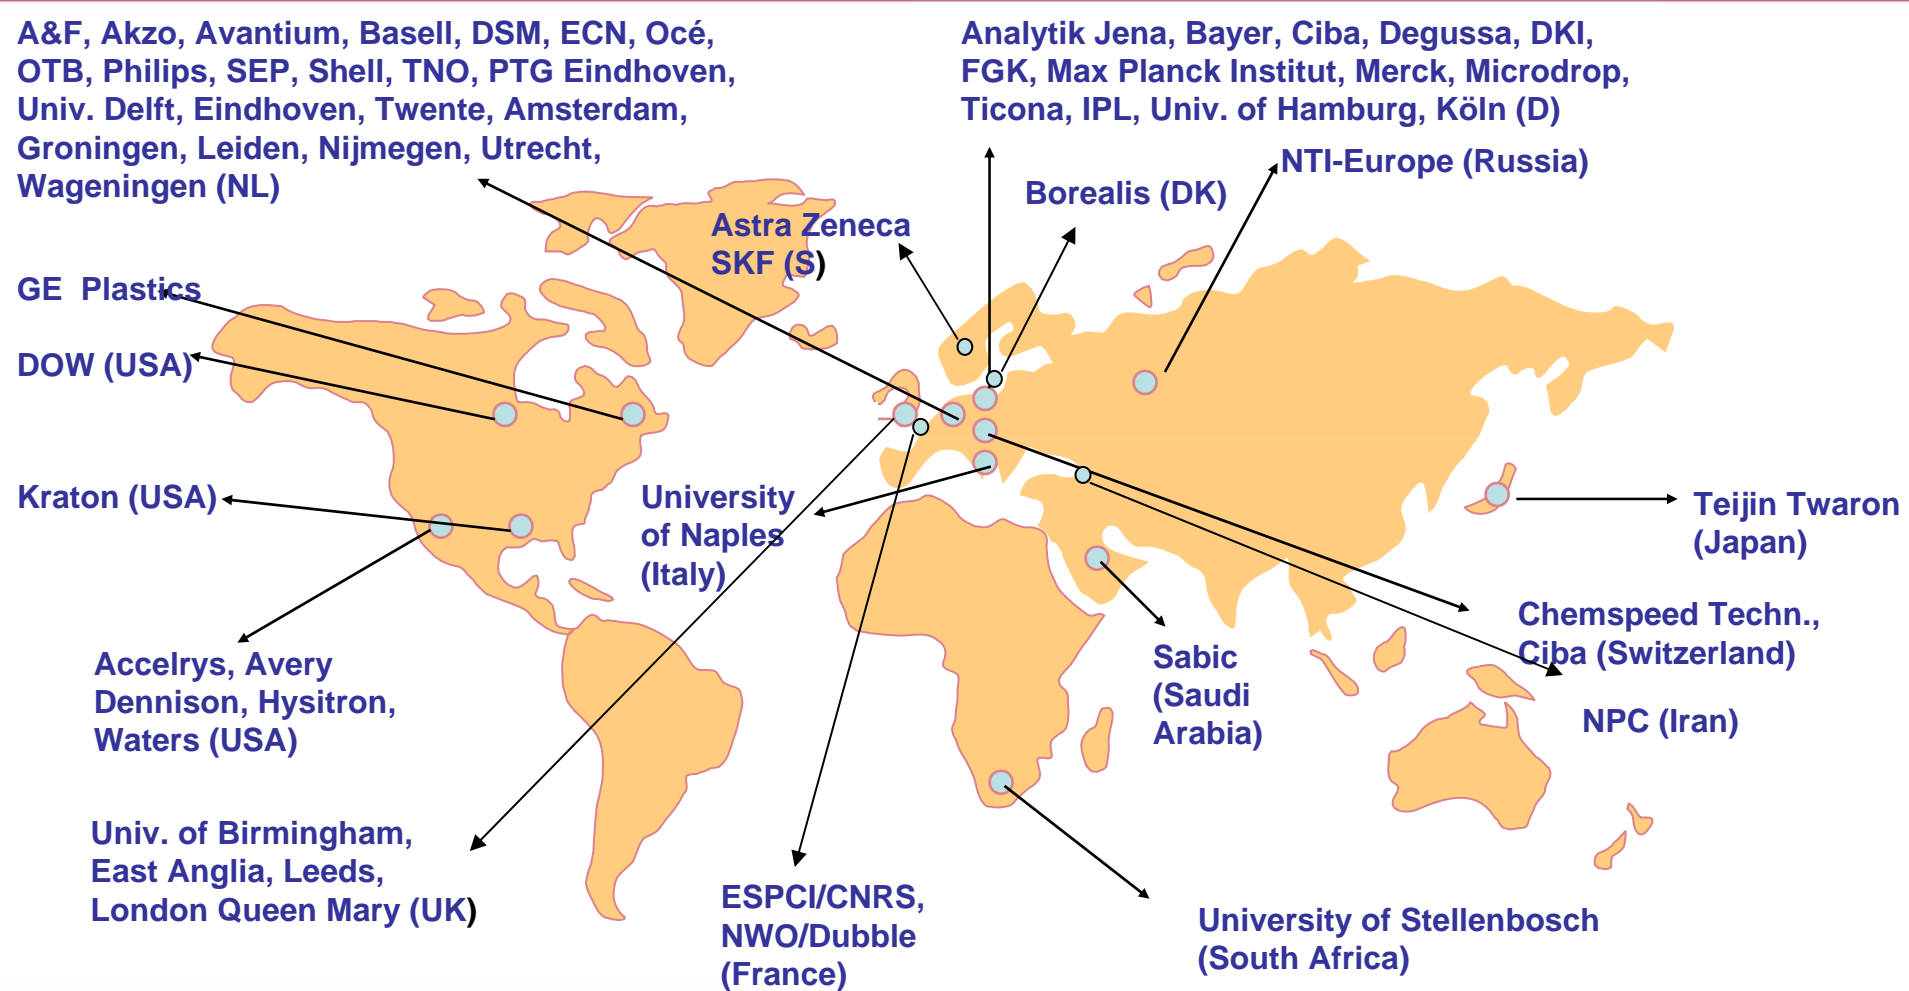 A&F, Akzo, Avantium, Basell, DSM, ECN, Océ,
OTB, Philips, SEP, Shell, TNO, PTG Eindhoven,
Univ. Delft, Eindhoven, Twente, Amsterdam,
Groningen, Leiden, Nijmegen, Utrecht,
Wageningen (NL)
Analytik Jena, Bayer, Ciba, Degussa, DKI,
FGK, Max Planck Institut, Merck, Microdrop,
Ticona, IPL, Univ. of Hamburg, Köln (D)
NTI-Europe (Russia)
Borealis (DK)
Astra Zeneca
SKF (S)
GE Plastics
DOW (USA)
Kraton (USA)
University
of Naples
(Italy)
Teijin Twaron
(Japan)
Chemspeed Techn.,
Ciba (Switzerland)
NPC (Iran)
Sabic
(Saudi
Arabia)
Accelrys, Avery
Dennison, Hysitron,
Waters (USA)
Univ. of Birmingham,
East Anglia, Leeds,
London Queen Mary (UK)
ESPCI/CNRS,
NWO/Dubble
(France)
University of Stellenbosch
(South Africa)